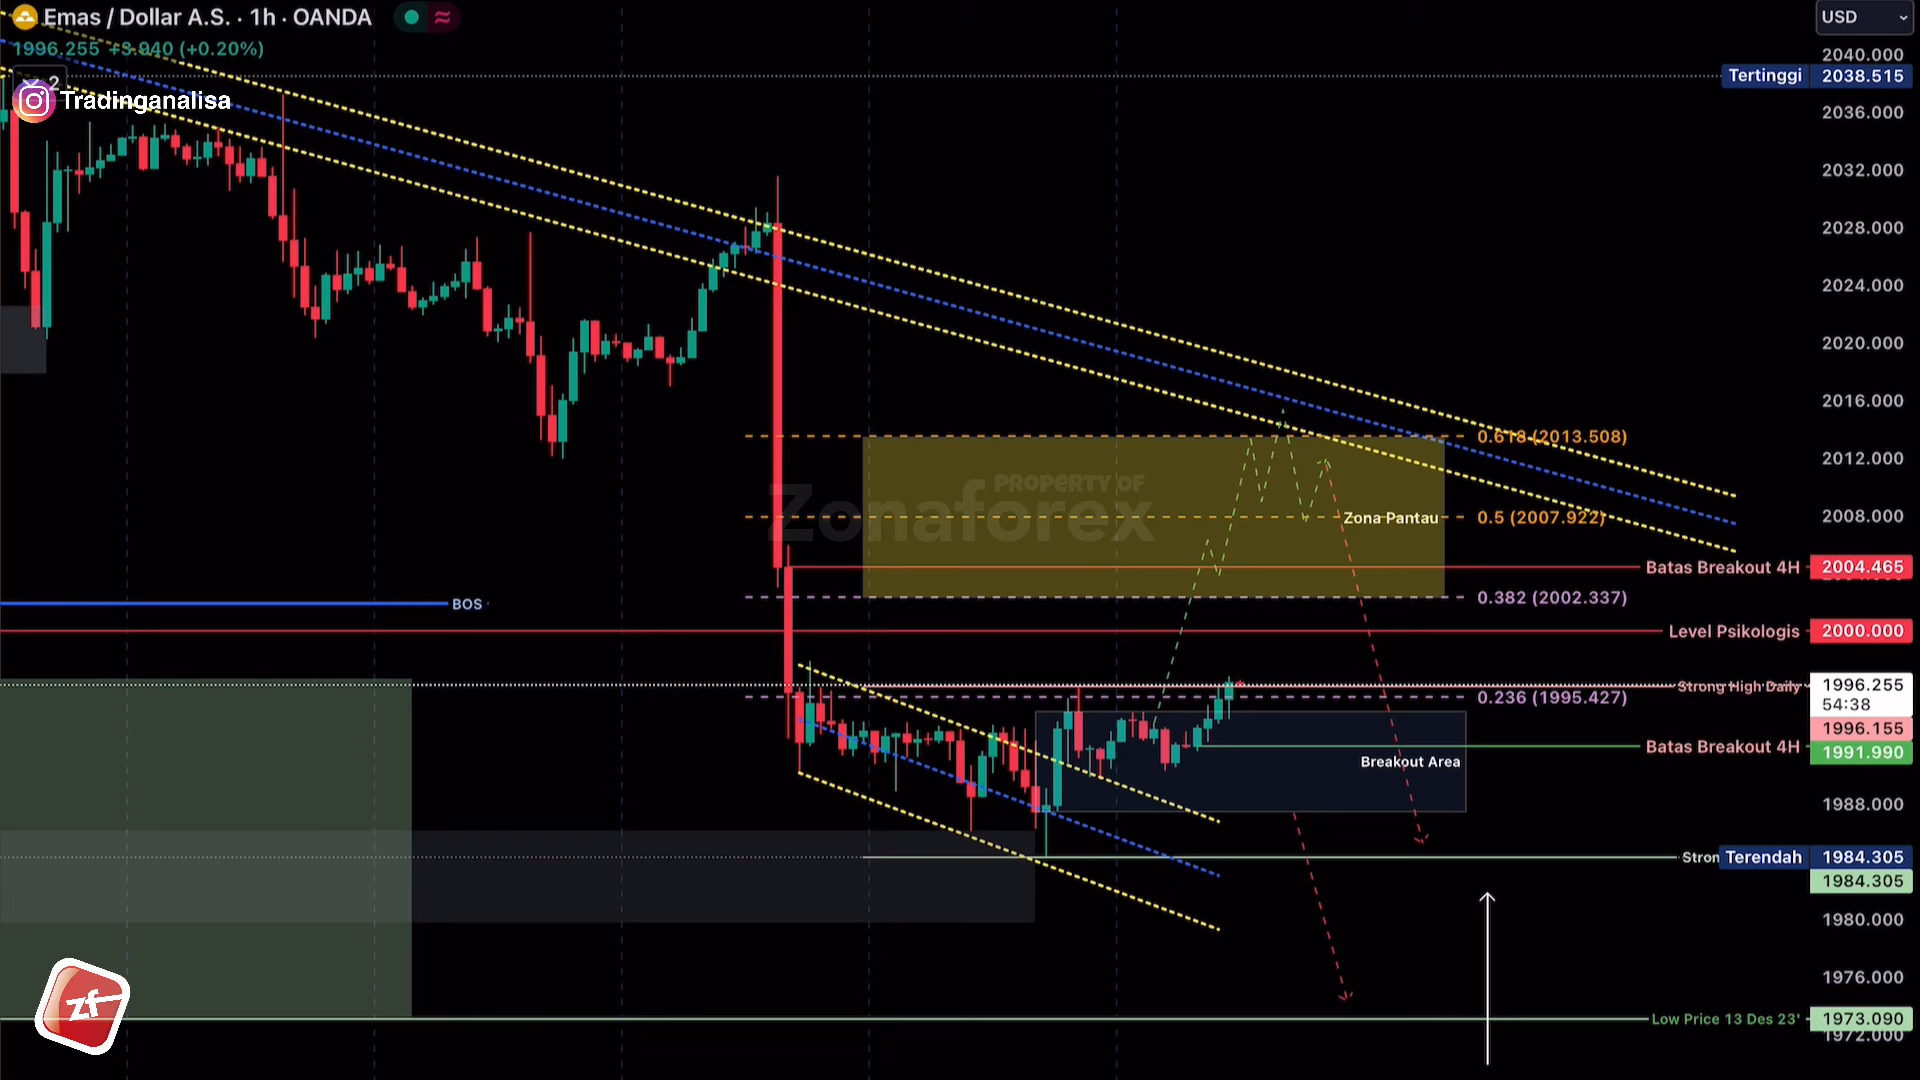 Emas / Dollar A.S. · 1h · OANDA
USD
1996.255 +3.940 (+0.20%)
2
Tradinganalisa
2040.000
Tertinggi 2038.515
2036.000
2032.000
2028.000
2024.000
2020.000
2016.000
0.618 (2013.508)
2012.000
PROPERTY OF
Zonaforex
Zona Pantau
0.5 (2007.922)
2008.000
Batas Breakout 4H 2004.465
0.382 (2002.337)
BOS
Level Psikologis 2000.000
Strong High Daily 1996.255
54:38
0.236 (1995.427)
1996.155
Batas Breakout 4H 1991.990
Breakout Area
1988.000
Stron Terendah 1984.305
1984.305
1980.000
1976.000
zf
Low Price 13 Des 23' 1973.090
1972.000